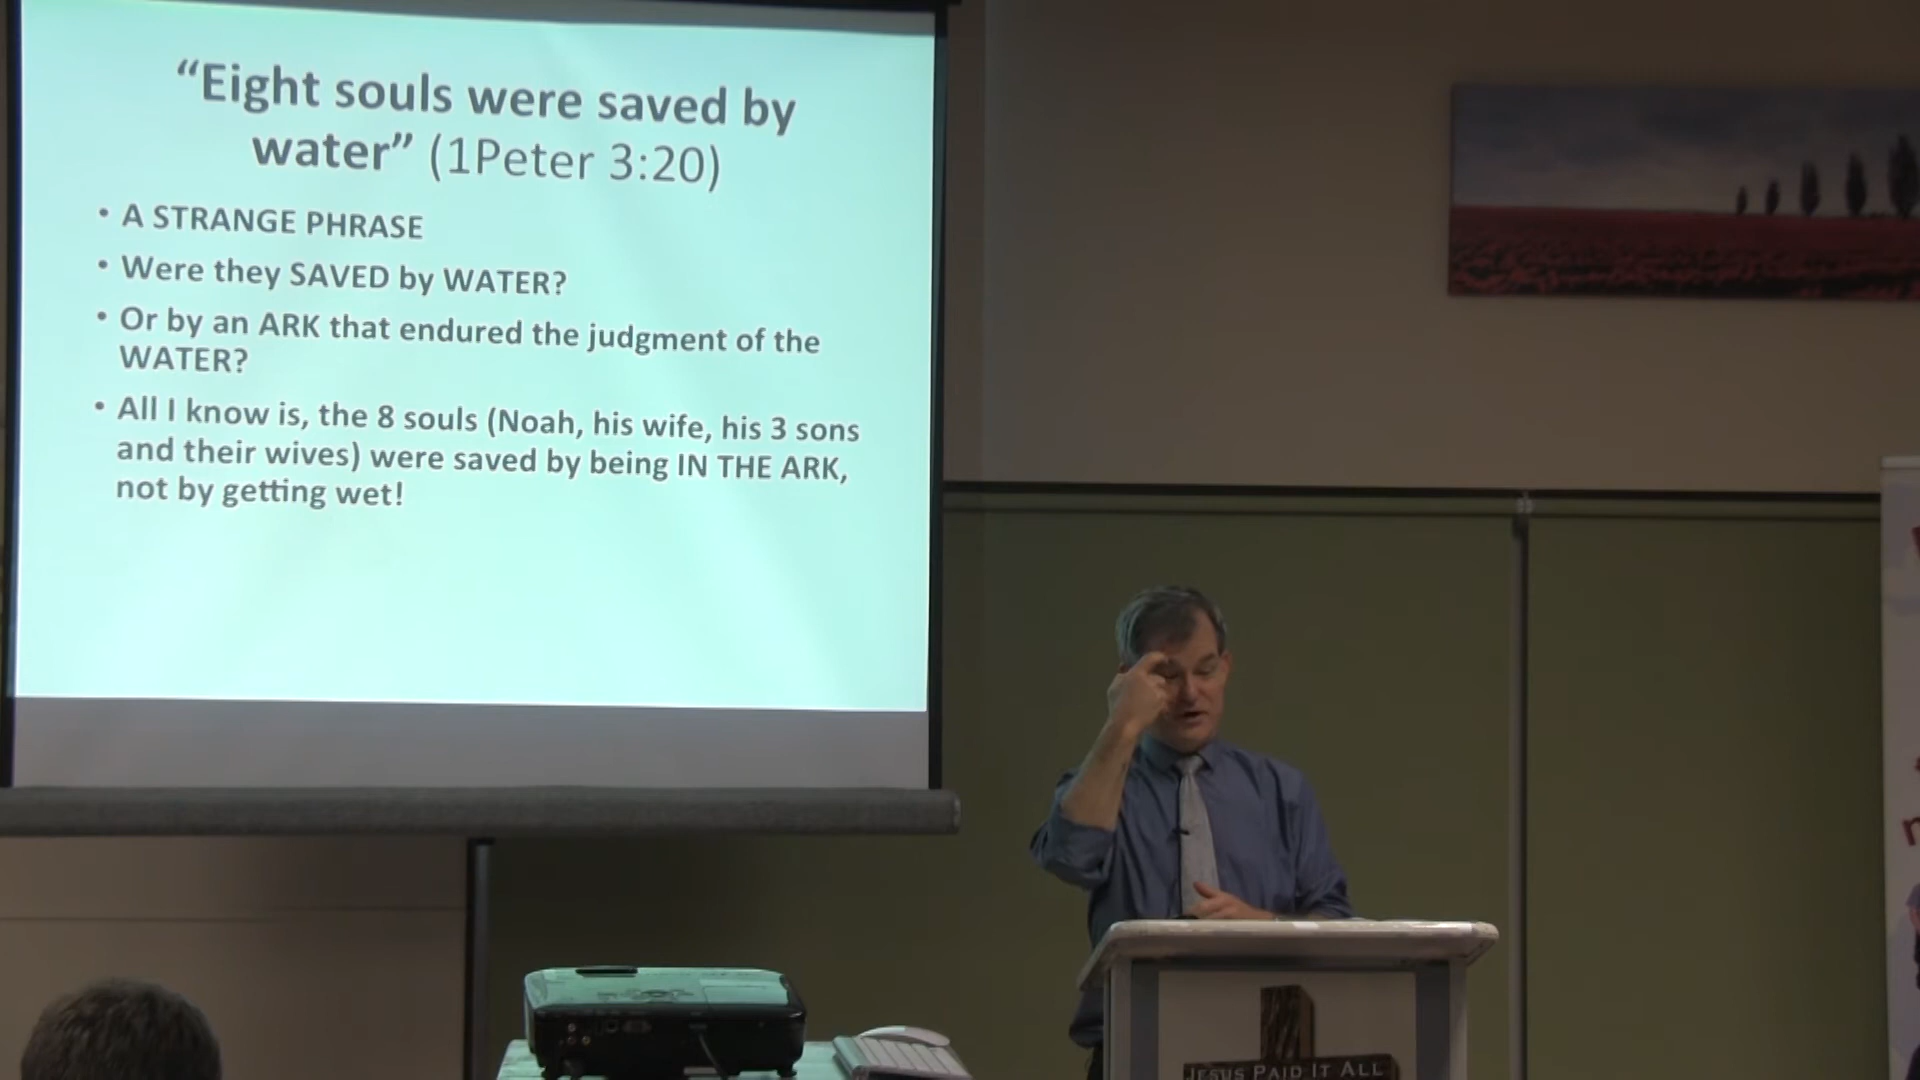 “Eight souls were saved by
water” (1Peter 3:20)
• A STRANGE PHRASE
• Were they SAVED by WATER?
• Or by an ARK that endured the judgment of the
WATER?
• All I know is, the 8 souls (Noah, his wife, his 3 sons
and their wives) were saved by being IN THE ARK,
not by getting wet!
JESUS PAID IT ALL